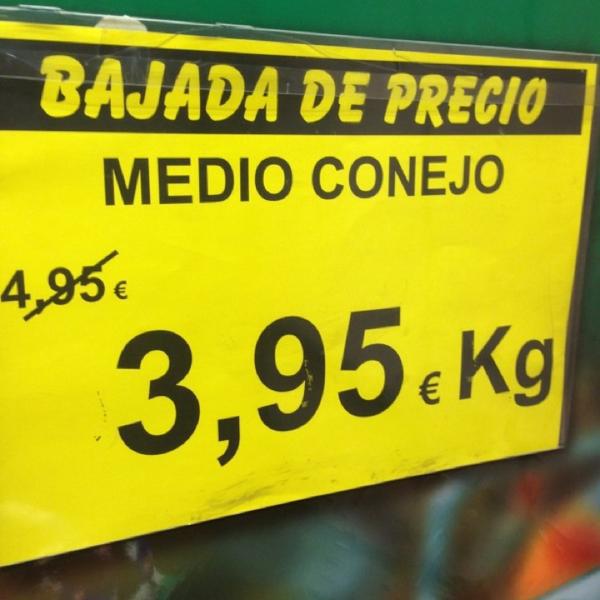 BAJADA DE PRECIO
MEDIO CONEJO
4,95 €
3,95 € Kg